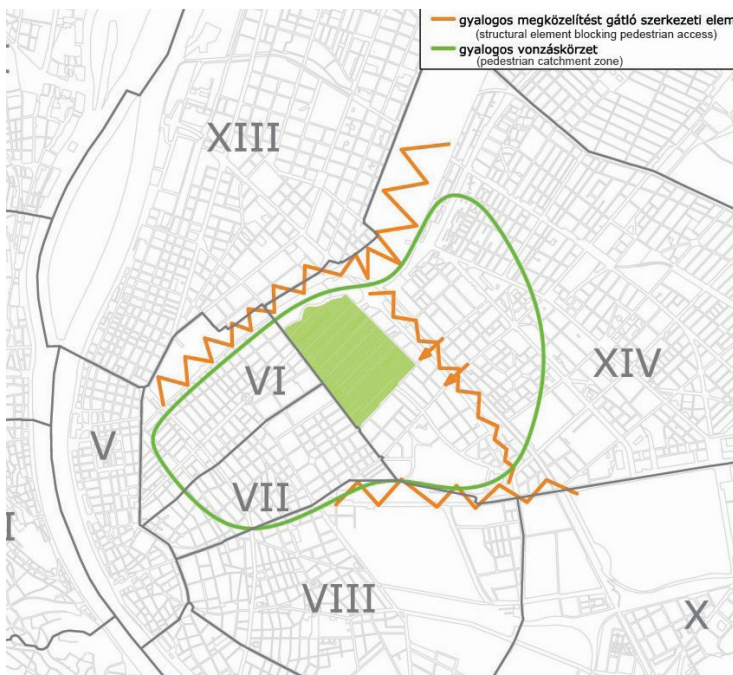 gyalogos megközelítést gátló szerkezeti elem
(structural element blocking pedestrian access)
gyalogos vonzáskörzet
(pedestrian catchment zone)
XIII
XIV
VI
V
VII
VIII
X
I